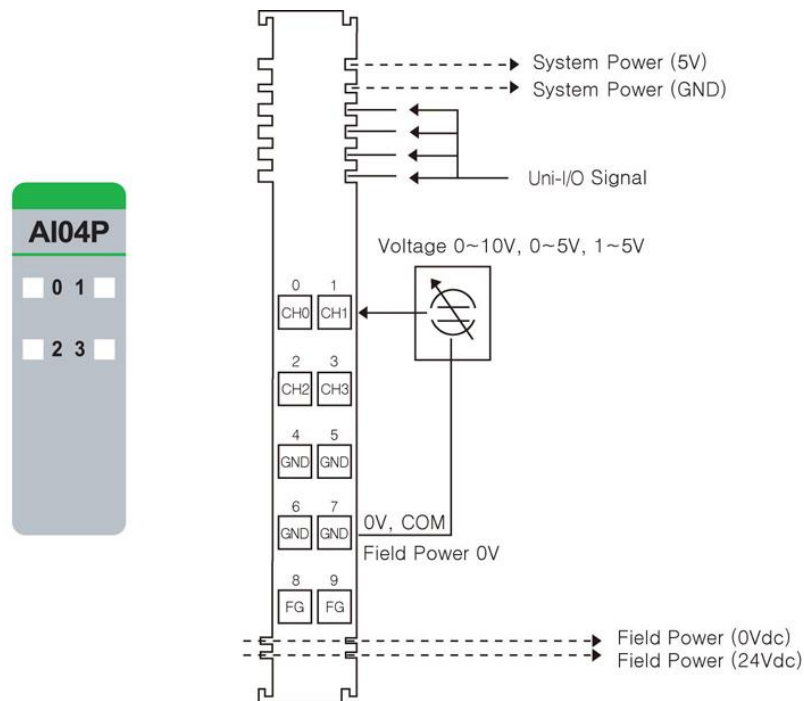 AI04P
0 1
2 3
System Power (5V)
System Power (GND)
Uni-I/O Signal
Voltage 0~10V, 0~5V, 1~5V
0 1
CH0 CH1
2 3
CH2 CH3
4 5
GND GND
6 7
GND GND
0V, COM
Field Power 0V
8 9
FG FG
Field Power (0Vdc)
Field Power (24Vdc)